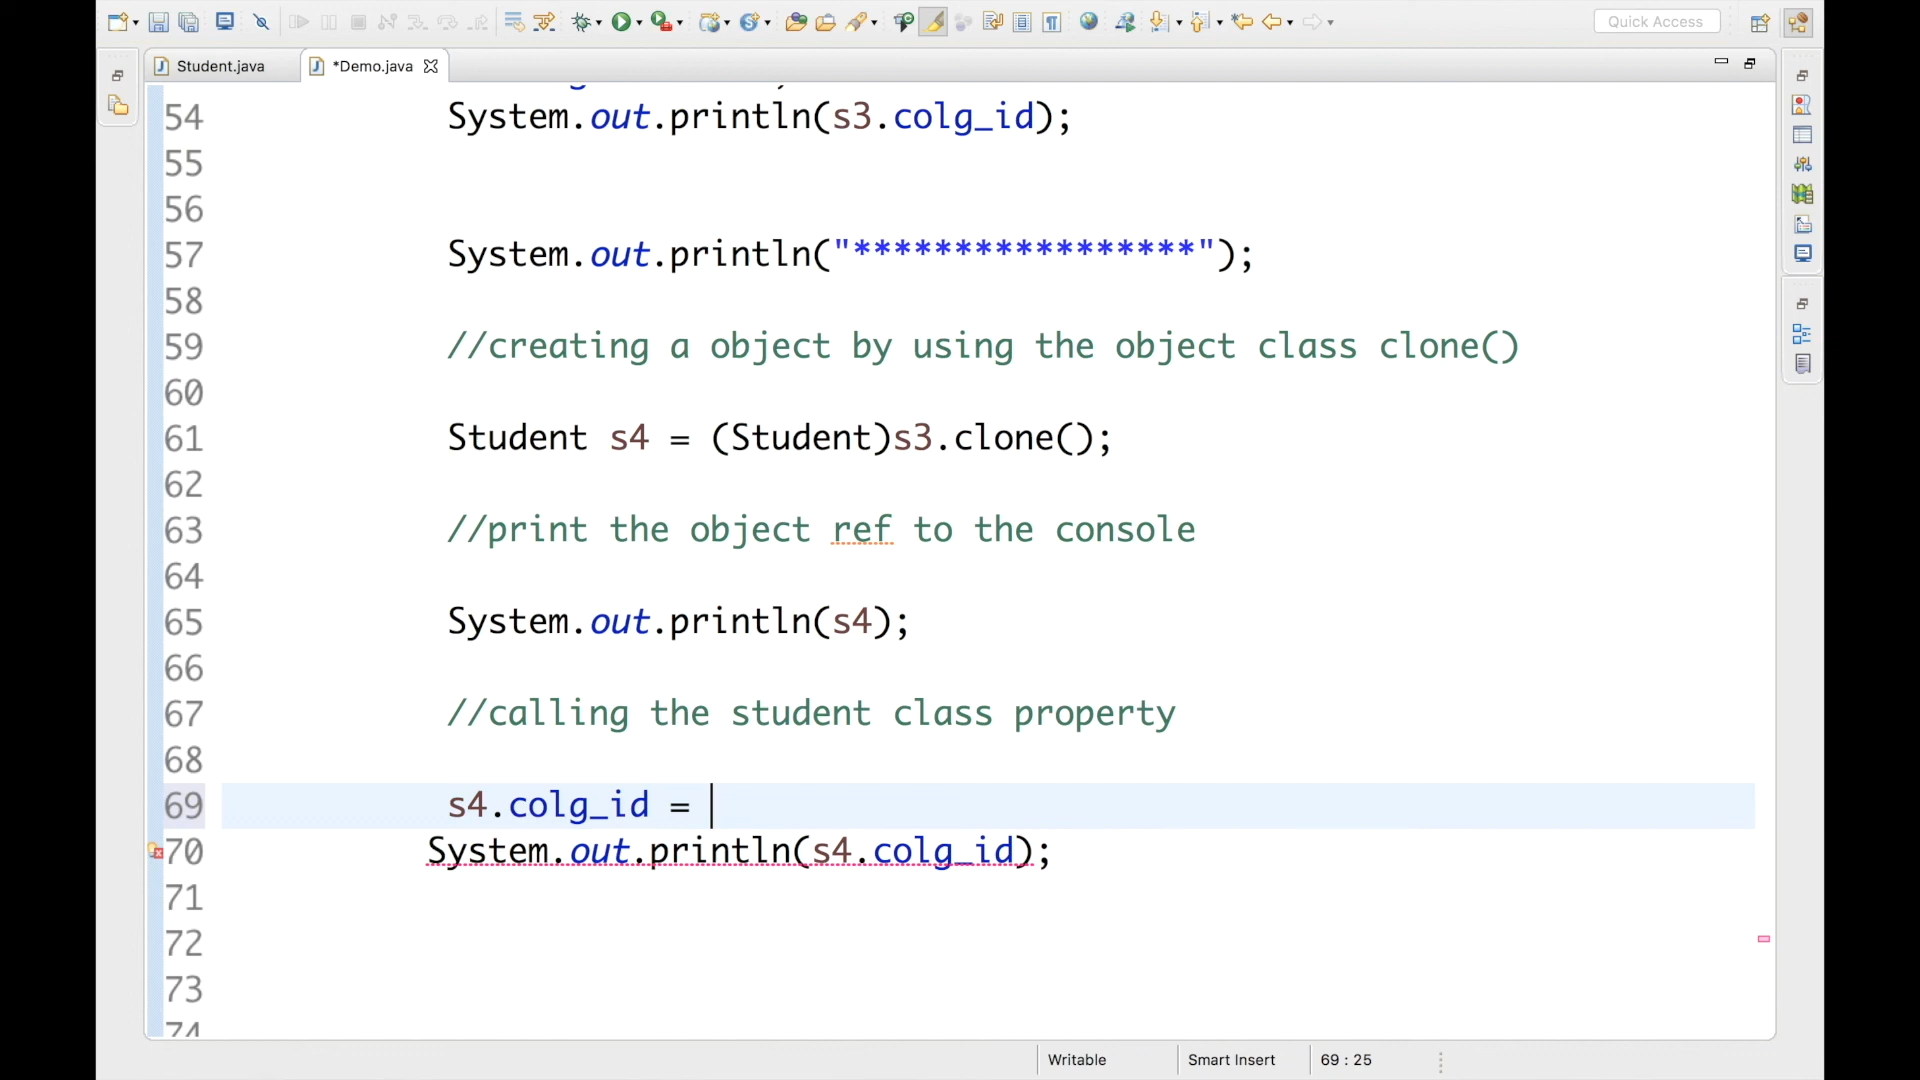 Quick Access
Student.java
*Demo.java
54 System.out.println(s3.colg_id);
55
56
57 System.out.println("*****************");
58
59 //creating a object by using the object class clone()
60
61 Student s4 = (Student)s3.clone();
62
63 //print the object ref to the console
64
65 System.out.println(s4);
66
67 //calling the student class property
68
69 s4.colg_id =
70 System.out.println(s4.colg_id);
71
72
73
74
Writable
Smart Insert
69 : 25